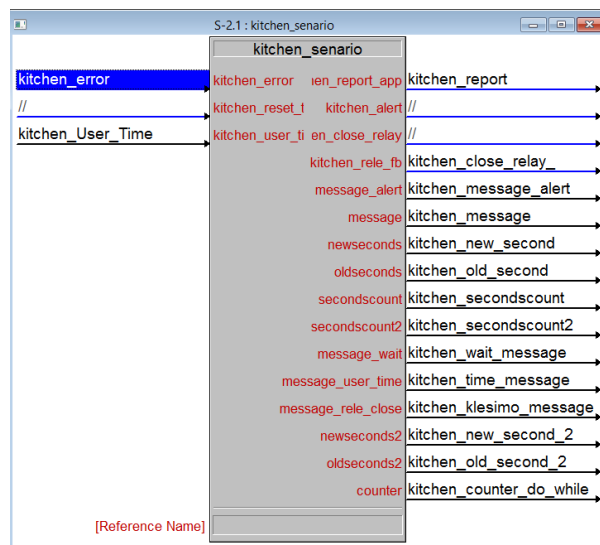 S-2.1 : kitchen_senario
kitchen_senario
kitchen_error kitchen_error ıen_report_app kitchen_report
// kitchen_reset_t kitchen_alert //
kitchen_User_Time kitchen_user_ti en_close_relay //
kitchen_rele_fb kitchen_close_relay_
message_alert kitchen_message_alert
message kitchen_message
newseconds kitchen_new_second
oldseconds kitchen_old_second
secondscount kitchen_secondscount
secondscount2 kitchen_secondscount2
message_wait kitchen_wait_message
message_user_time kitchen_time_message
message_rele_close kitchen_klesimo_message
newseconds2 kitchen_new_second_2
oldseconds2 kitchen_old_second_2
counter kitchen_counter_do_while
[Reference Name]